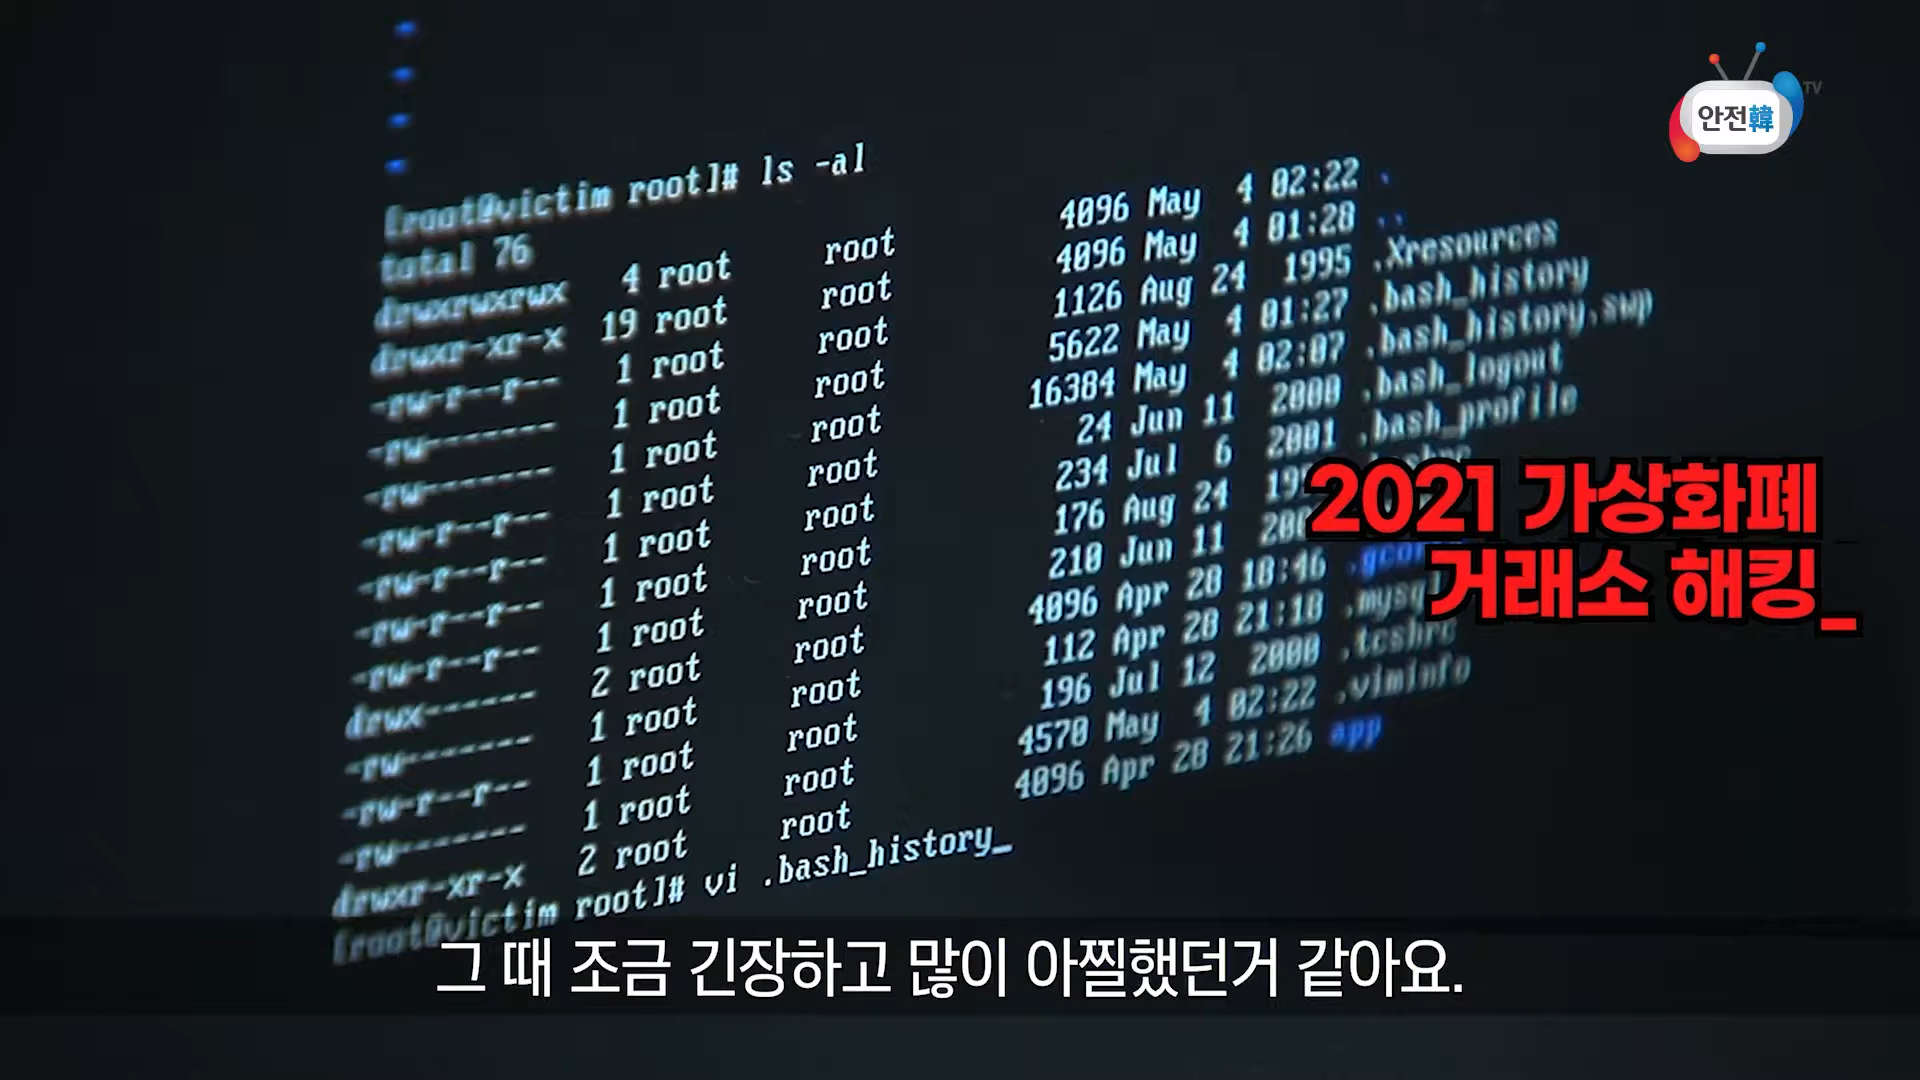 안전韓 TV
[root@victim root]# ls -al
total 76
drwxrwxrwx 4 root root 4096 May 4 02:22 .
drwxr-xr-x 19 root root 4096 May 4 01:28 ..
-rw-r--r-- 1 root root 1126 Aug 24 1995 .Xresources
-rw------- 1 root root 5622 May 4 01:27 .bash_history
-rw------- 1 root root 16384 May 4 02:07 .bash_history.swp
-rw-r--r-- 1 root root 24 Jun 11 2000 .bash_logout
-rw-r--r-- 1 root root 234 Jul 6 2001 .bash_profile
-rw-r--r-- 1 root root 176 Aug 24
-rw-r--r-- 1 root root 210 Jun 11
drwx------ 2 root root 4096 Apr 28 18:46
-rw------- 1 root root 112 Apr 28 21:18
-rw-r--r-- 1 root root 196 Jul 12 2000 .tcshrc
-rw------- 1 root root 4570 May 4 02:22 .viminfo
drwxr-xr-x 2 root root 4096 Apr 28 21:26 app
[root@victim root]# vi .bash_history_
2021 가상화폐
거래소 해킹_
그 때 조금 긴장하고 많이 아찔했던거 같아요.